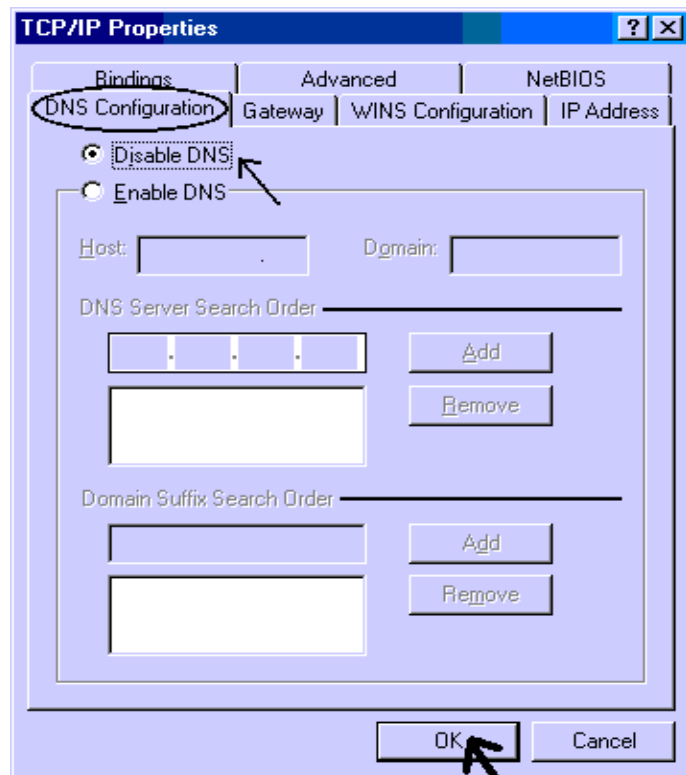 TCP/IP Properties
Bindings Advanced NetBIOS
DNS Configuration Gateway WINS Configuration IP Address
Disable DNS
Enable DNS
Host: Domain:
DNS Server Search Order
Add
Remove
Domain Suffix Search Order
Add
Remove
OK Cancel